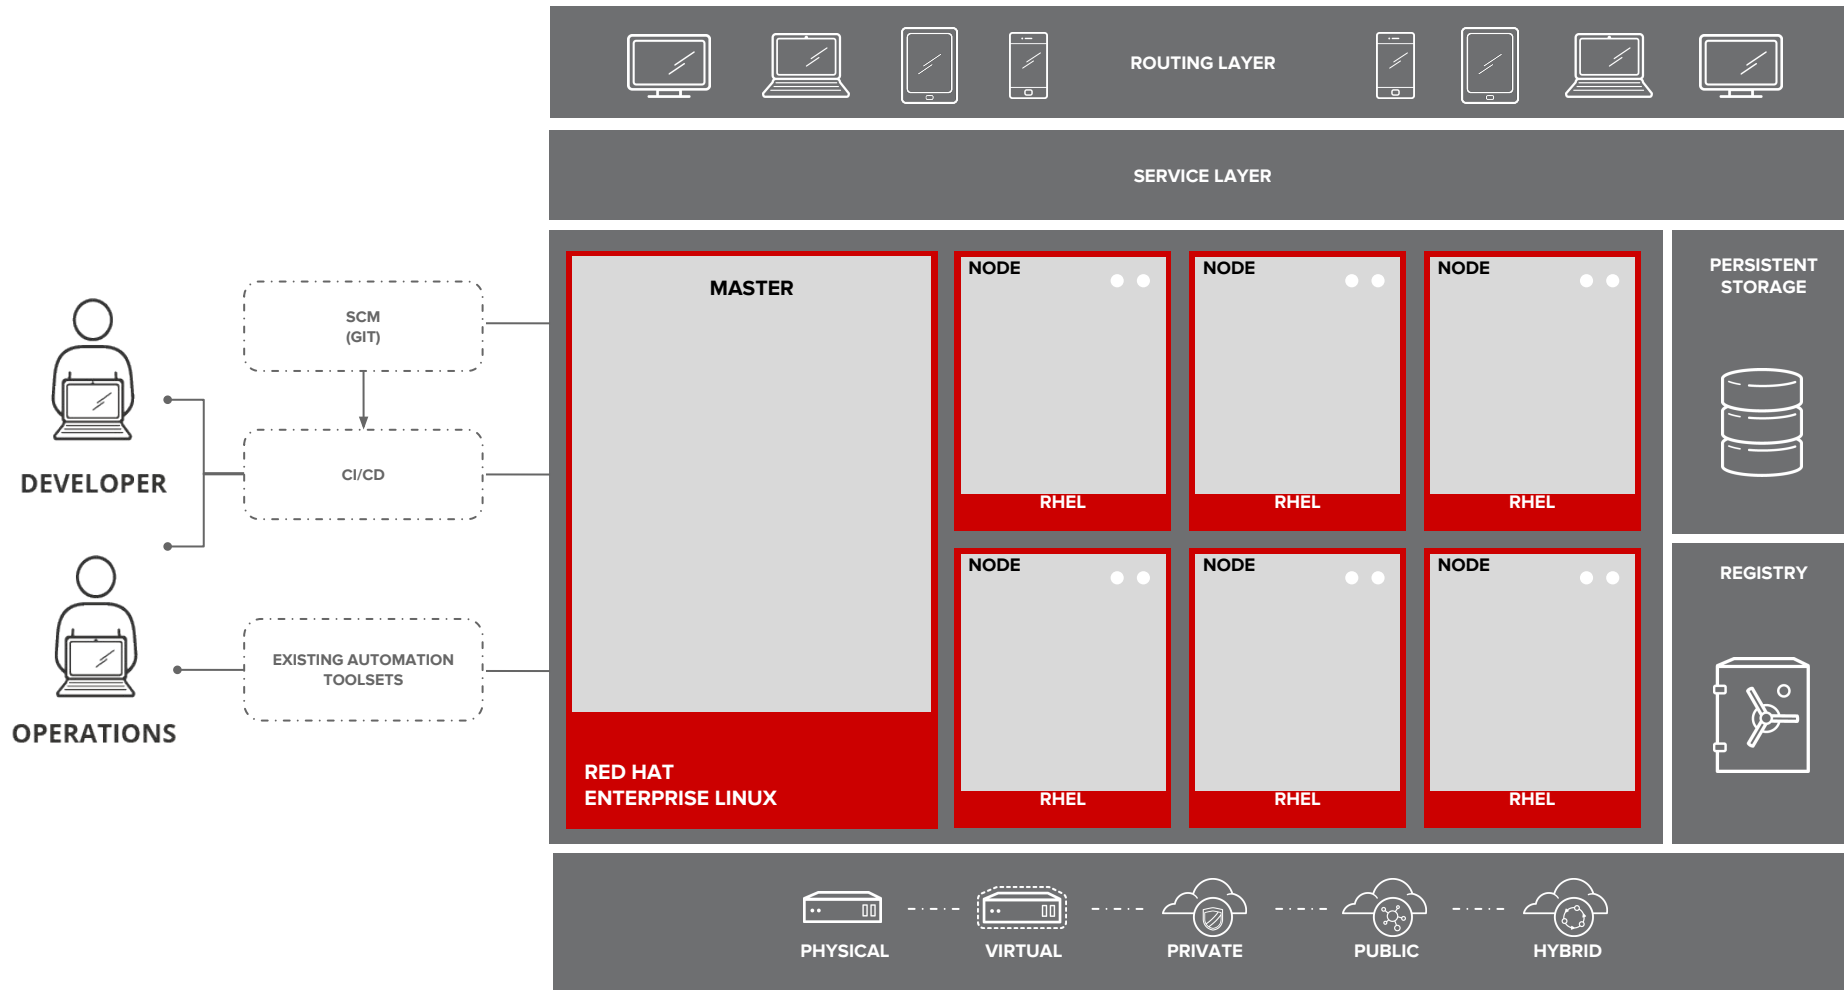 ROUTING LAYER
SERVICE LAYER
DEVELOPER
OPERATIONS
SCM
(GIT)
CI/CD
EXISTING AUTOMATION
TOOLSETS
MASTER
RED HAT
ENTERPRISE LINUX
NODE
RHEL
NODE
RHEL
NODE
RHEL
NODE
RHEL
NODE
RHEL
NODE
RHEL
PERSISTENT
STORAGE
REGISTRY
PHYSICAL
VIRTUAL
PRIVATE
PUBLIC
HYBRID